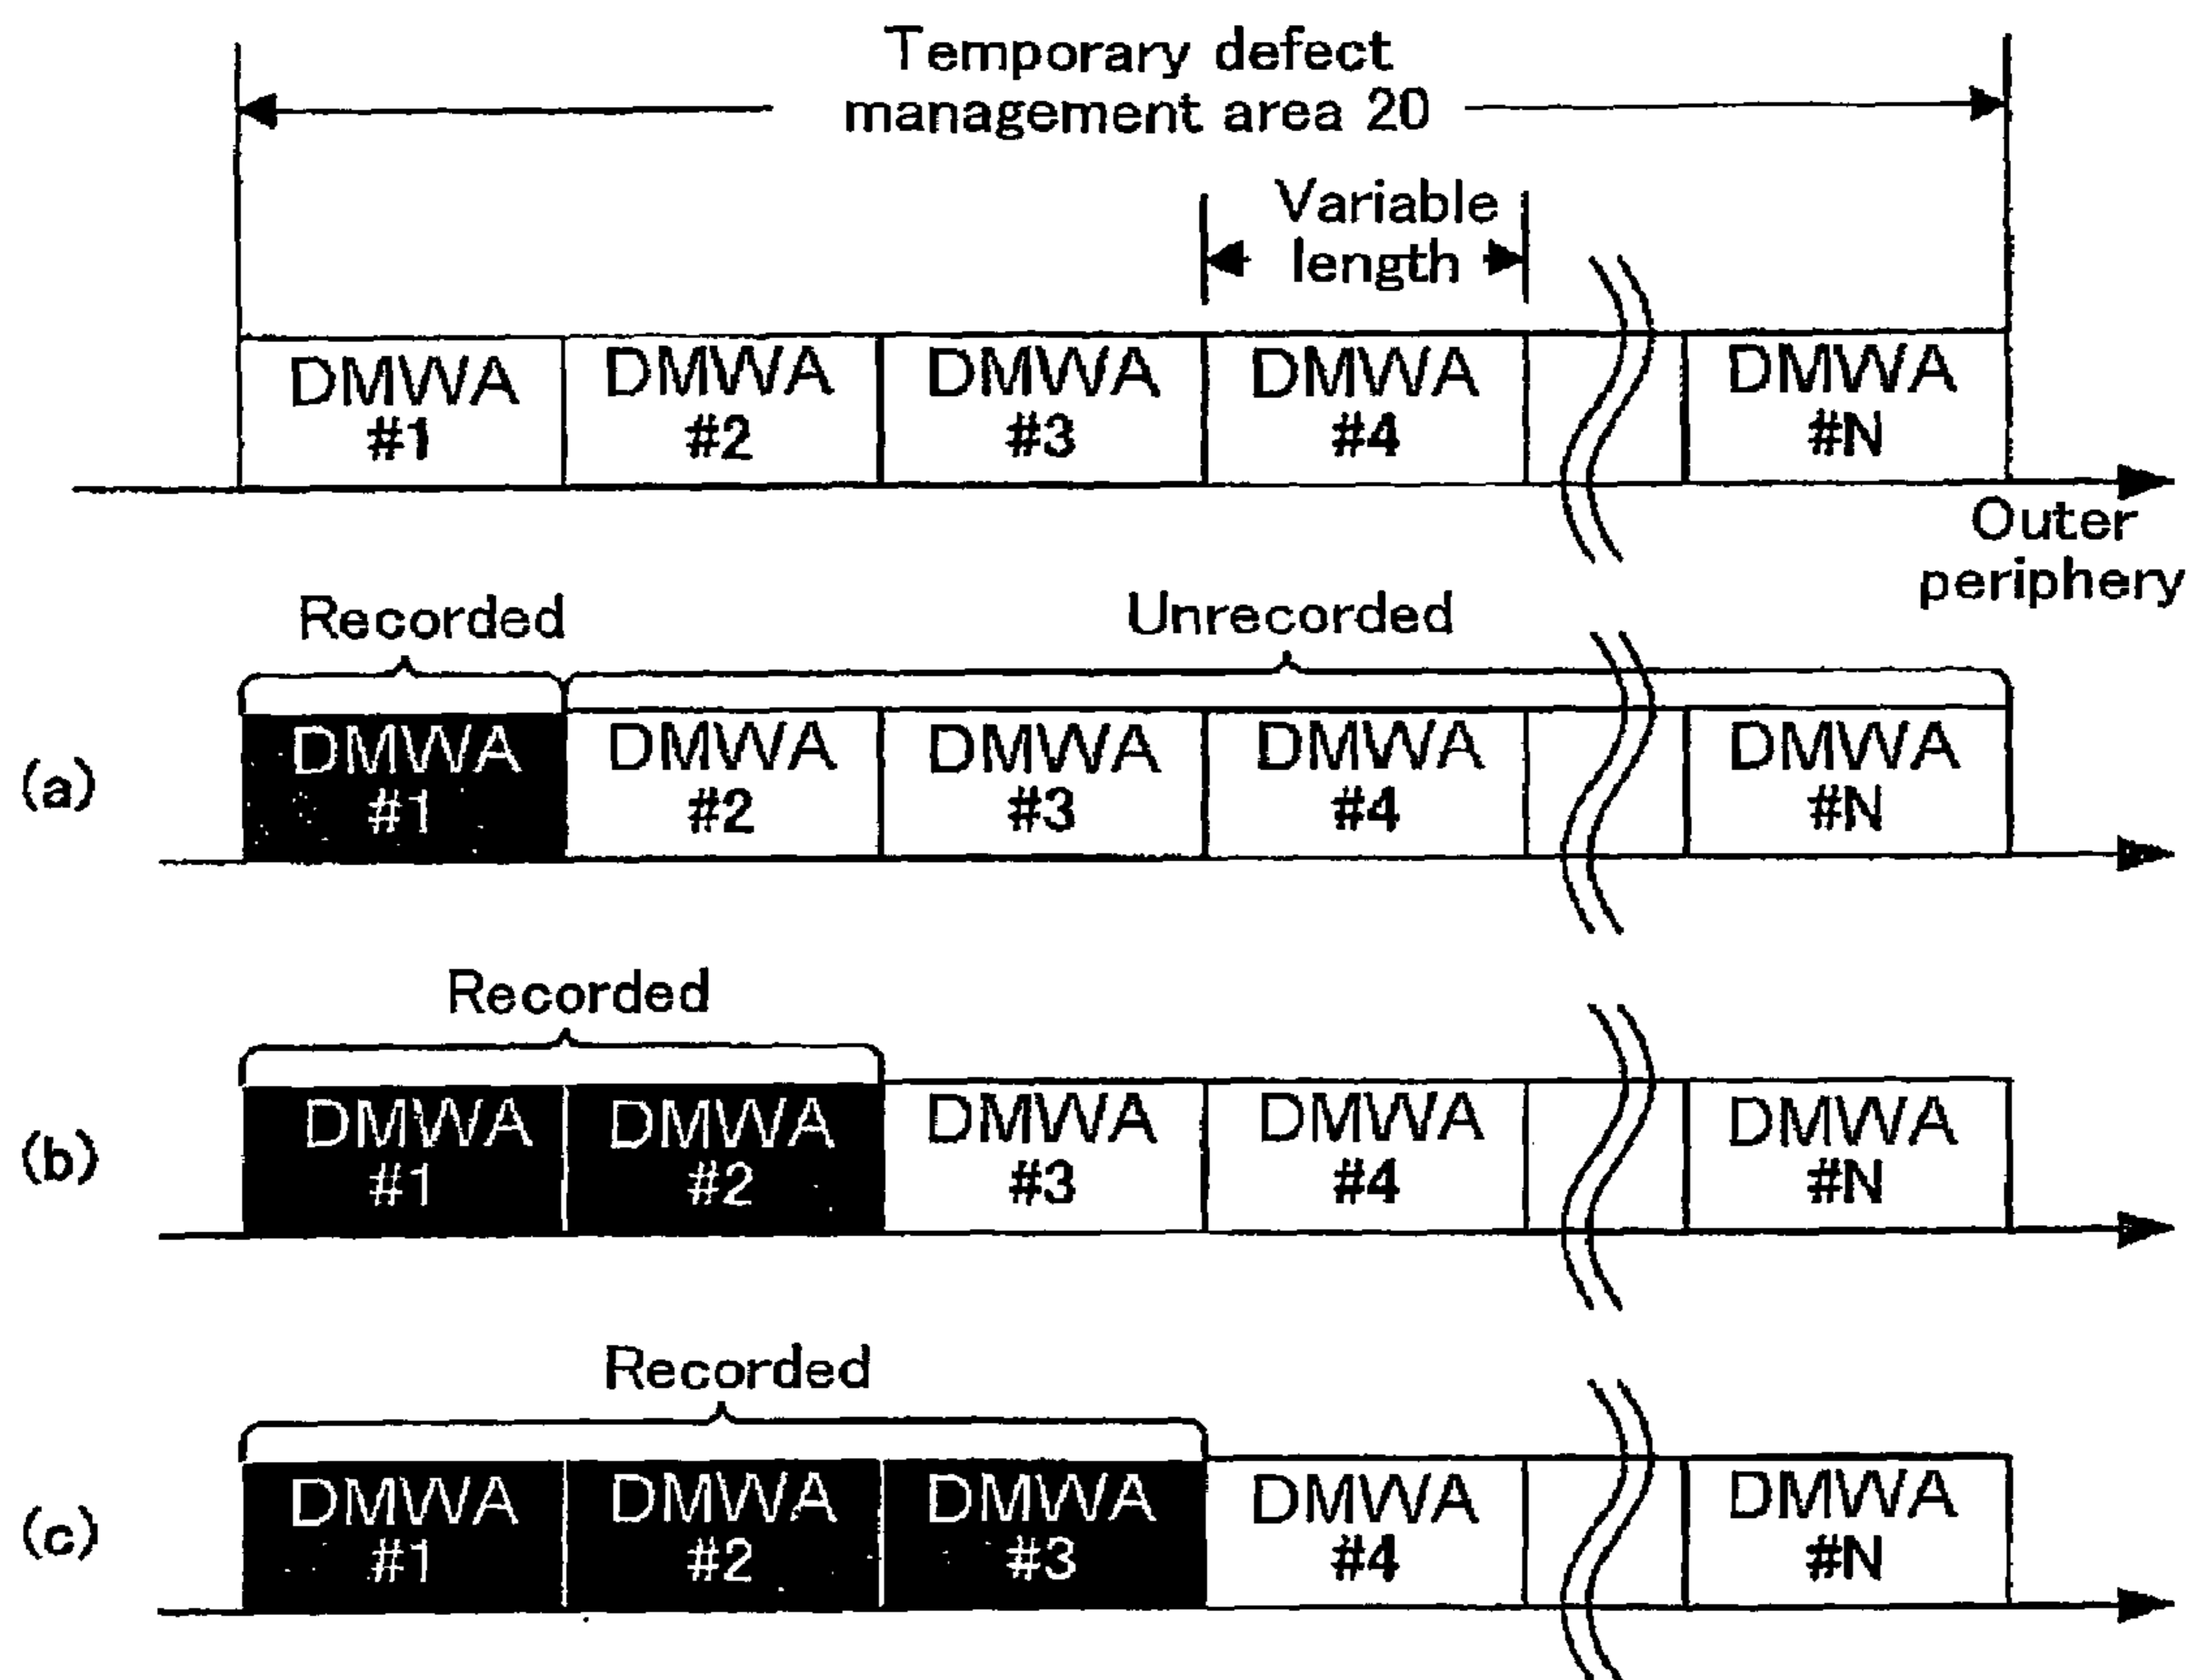 Temporary defect
management area 20
Variable
length
DMWA DMWA DMWA DMWA DMWA
#1 #2 #3 #4 #N
Outer
periphery
Recorded Unrecorded
(a) DMWA DMWA DMWA DMWA DMWA
#1 #2 #3 #4 #N
Recorded
(b) DMWA DMWA DMWA DMWA DMWA
#1 #2 #3 #4 #N
Recorded
(c) DMWA DMWA DMWA DMWA DMWA
#1 #2 #3 #4 #N